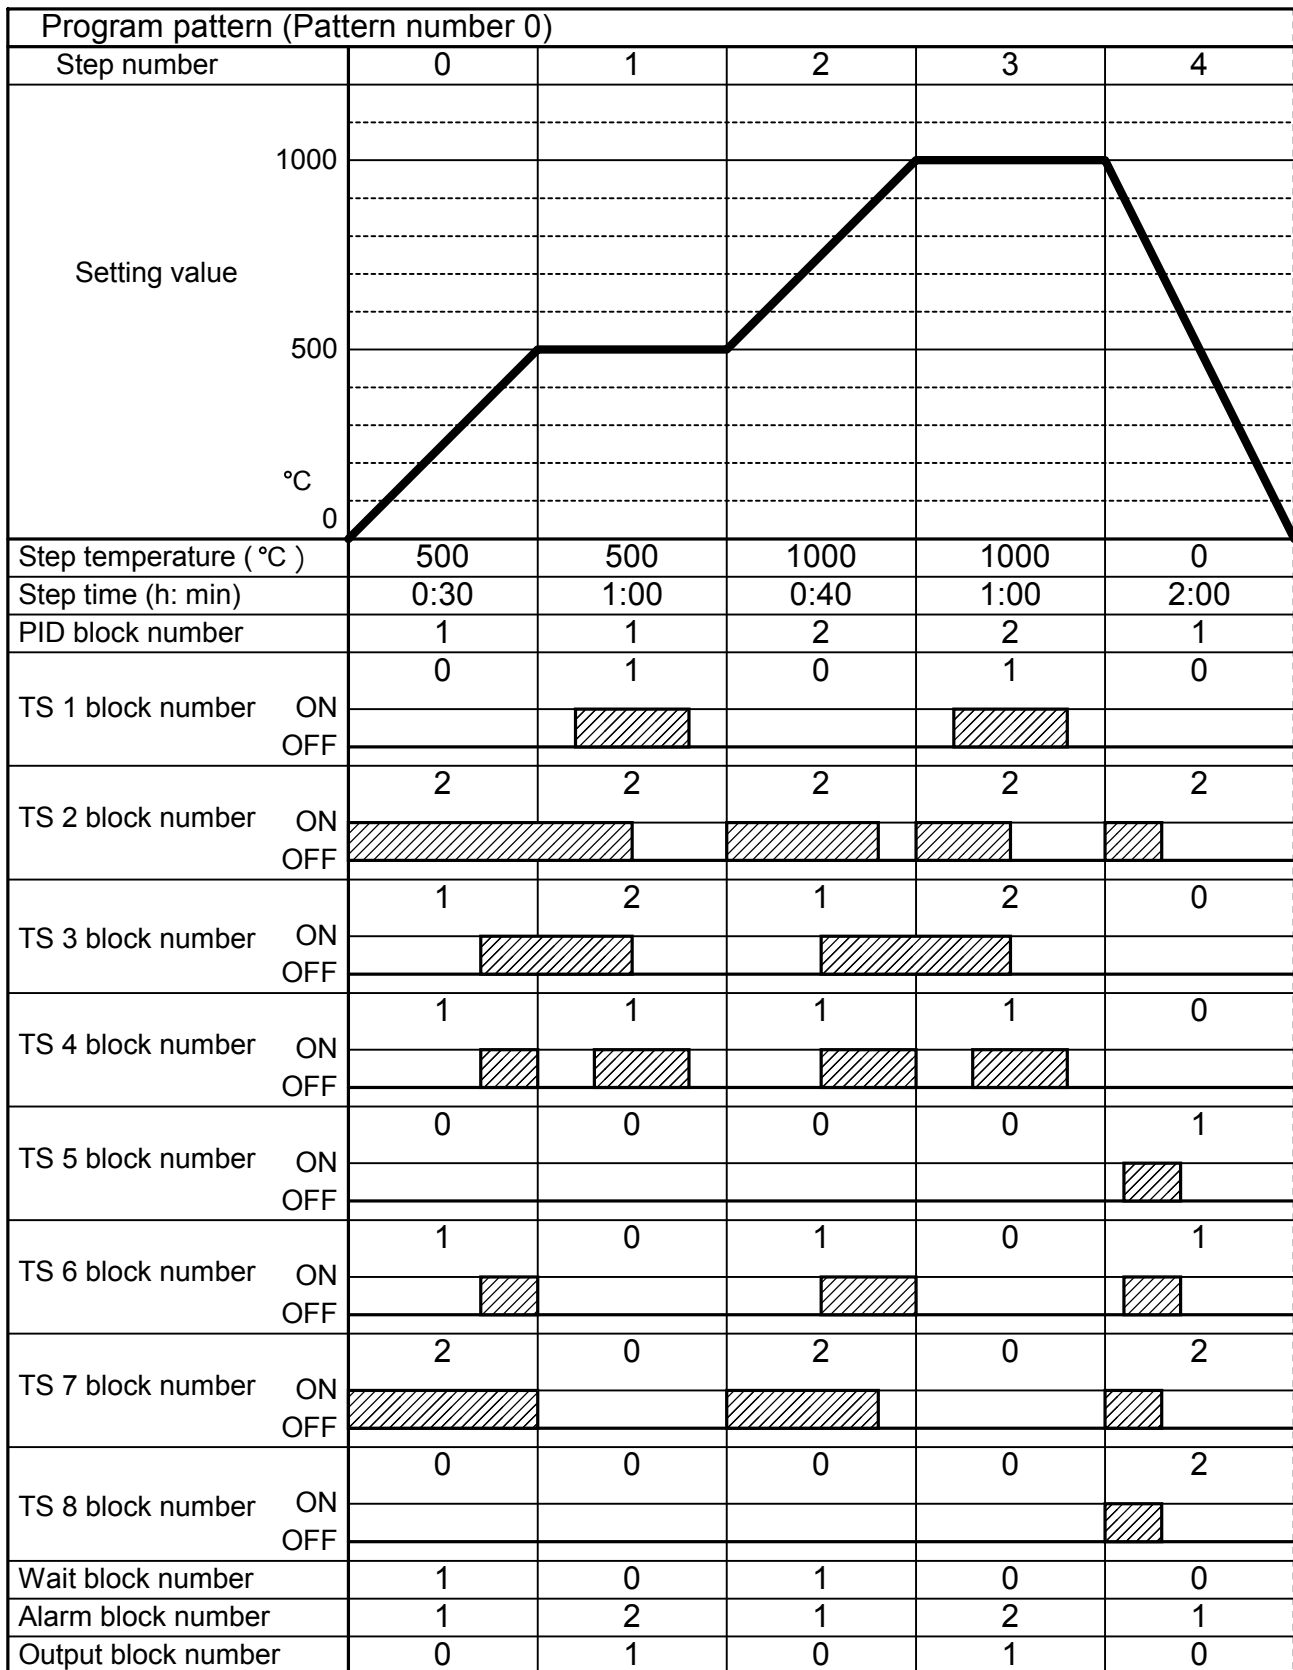 Program pattern (Pattern number 0)
Step number 0 1 2 3 4
1000
Setting value
500
°C
0
Step temperature (°C) 500 500 1000 1000 0
Step time (h: min) 0:30 1:00 0:40 1:00 2:00
PID block number 1 1 2 2 1
0 1 0 1 0
TS 1 block number ON
OFF
2 2 2 2 2
TS 2 block number ON
OFF
1 2 1 2 0
TS 3 block number ON
OFF
1 1 1 1 0
TS 4 block number ON
OFF
0 0 0 0 1
TS 5 block number ON
OFF
1 0 1 0 1
TS 6 block number ON
OFF
2 0 2 0 2
TS 7 block number ON
OFF
0 0 0 0 2
TS 8 block number ON
OFF
Wait block number 1 0 1 0 0
Alarm block number 1 2 1 2 1
Output block number 0 1 0 1 0